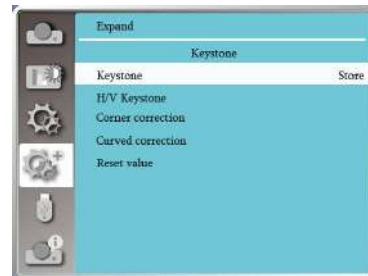 Expand
Keystone
Keystone Store
H/V Keystone
Corner correction
Curved correction
Reset value